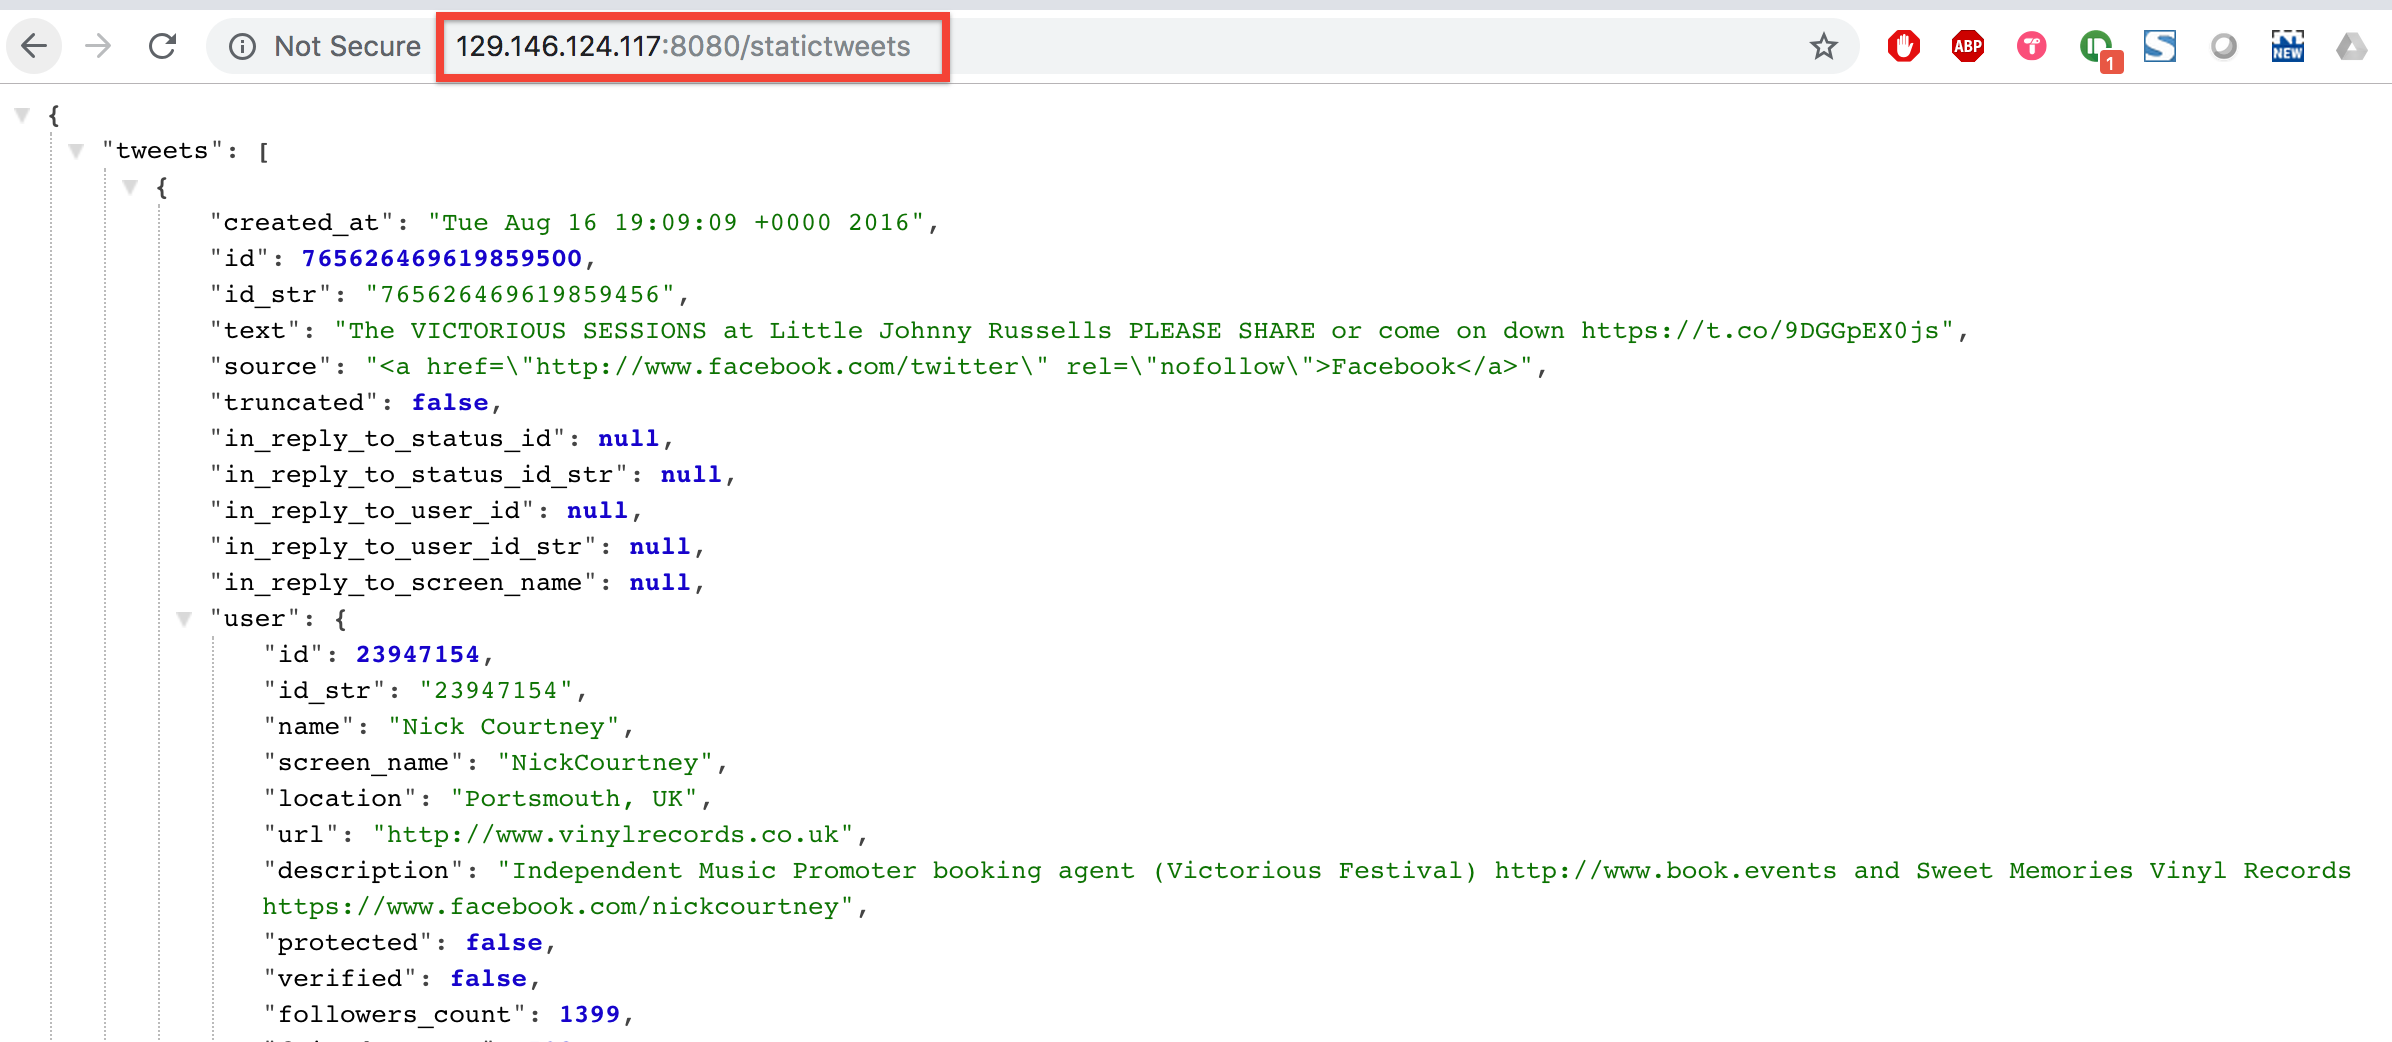 Not Secure 129.146.124.117:8080/statictweets ABP 1 NEW
{
"tweets": [
{
"created_at": "Tue Aug 16 19:09:09 +0000 2016",
"id": 765626469619859500,
"id_str": "765626469619859456",
"text": "The VICTORIOUS SESSIONS at Little Johnny Russells PLEASE SHARE or come on down https://t.co/9DGGpEX0js",
"source": "<a href=\"http://www.facebook.com/twitter\" rel=\"nofollow\">Facebook</a>",
"truncated": false,
"in_reply_to_status_id": null,
"in_reply_to_status_id_str": null,
"in_reply_to_user_id": null,
"in_reply_to_user_id_str": null,
"in_reply_to_screen_name": null,
"user": {
"id": 23947154,
"id_str": "23947154",
"name": "Nick Courtney",
"screen_name": "NickCourtney",
"location": "Portsmouth, UK",
"url": "http://www.vinylrecords.co.uk",
"description": "Independent Music Promoter booking agent (Victorious Festival) http://www.book.events and Sweet Memories Vinyl Records
https://www.facebook.com/nickcourtney",
"protected": false,
"verified": false,
"followers_count": 1399,